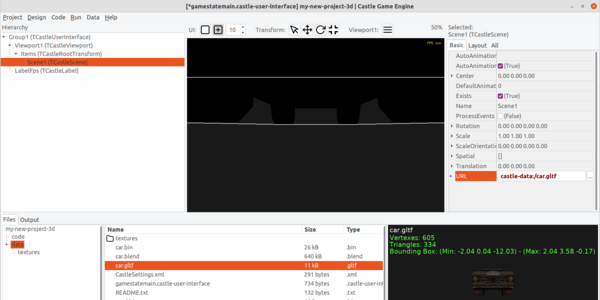 [*gamestatemain.castle-user-interface] my-new-project-3d | Castle Game Engine
Project Design Code Run Data Help
Hierarchy
Group1 (TCastleUserInterface)
Viewport1 (TCastleViewport)
Items (TCastleRootTransform)
Scene1 (TCastleScene)
LabelFps (TCastleLabel)
UI: 10 Transform: Viewport1: 50%
Selected:
Scene1 (TCastleScene)
Basic Layout All
AutoAnimation
AutoAnimation (True)
Center 0.00 0.00 0.00
DefaultAnimat 0
Exists (True)
Name Scene1
ProcessEvents (False)
Rotation 0.00 0.00 0.00 0.00
Scale 1.00 1.00 1.00
ScaleOrientatio 0.00 0.00 0.00 0.00
Spatial []
Translation 0.00 0.00 0.00
URL castle-data:/car.gltf ...
Files Output
my-new-project-3d
code
data
textures
Name Size Type
textures
car.bin 26 kB .bin
car.blend 640 kB .blend
car.gltf 11 kB .gltf
CastleSettings.xml 291 bytes .xml
gamestatemain.castle-user-interface 734 bytes .castle-user-
README.txt 132 bytes .txt
car.gltf
Vertexes: 605
Triangles: 334
Bounding Box: (Min: -2.04 0.04 -12.03) - (Max: 2.04 3.58 -0.17)